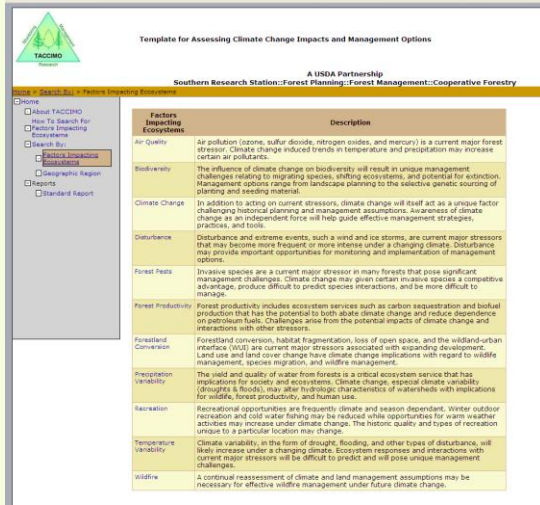 TACCIMO
Research
Template for Assessing Climate Change Impacts and Management Options
A USDA Partnership
Southern Research Station::Forest Planning::Forest Management::Cooperative Forestry
Home > Search By: > Factors Impacting Ecosystems
Home
About TACCIMO
How To Search For
Factors Impacting
Ecosystems
Search By:
Factors Impacting
Ecosystems
Geographic Region
Reports
Standard Report
Factors
Impacting
Ecosystems
Description
Air Quality
Air pollution (ozone, sulfur dioxide, nitrogen oxides, and mercury) is a current major forest
stressor. Climate change induced trends in temperature and precipitation may increase
certain air pollutants.
Biodiversity
The influence of climate change on biodiversity will result in unique management
challenges relating to migrating species, shifting ecosystems, and potential for extinction.
Management options range from landscape planning to the selective genetic sourcing of
planting and seeding material.
Climate Change
In addition to acting on current stressors, climate change will itself act as a unique factor
challenging historical planning and management assumptions. Awareness of climate
change as an independent force will help guide effective management strategies,
practices, and tools.
Disturbance
Disturbance and extreme events, such a wind and ice storms, are current major stressors
that may become more frequent or more intense under a changing climate. Disturbance
may provide important opportunities for monitoring and implementation of management
options.
Forest Pests
Invasive species are a current major stressor in many forests that pose significant
management challenges. Climate change may given certain invasive species a competitive
advantage, produce difficult to predict species interactions, and be more difficult to
manage.
Forest Productivity
Forest productivity includes ecosystem services such as carbon sequestration and biofuel
production that has the potential to both abate climate change and reduce dependence
on petroleum fuels. Challenges arise from the potential impacts of climate change and
interactions with other stressors.
Forestland
Conversion
Forestland conversion, habitat fragmentation, loss of open space, and the wildland-urban
interface (WUI) are current major stressors associated with expanding development.
Land use and land cover change have climate change implications with regard to wildlife
management, species migration, and wildfire management.
Precipitation
Variability
The yield and quality of water from forests is a critical ecosystem service that has
implications for society and ecosystems. Climate change, especial climate variability
(droughts & floods), may alter hydrologic characteristics of watersheds with implications
for wildlife, forest productivity, and human use.
Recreation
Recreational opportunities are frequently climate and season dependant. Winter outdoor
recreation and cold water fishing may be reduced while opportunities for warm weather
activities may increase under climate change. The historic quality and types of recreation
unique to a particular location may change.
Temperature
Variability
Climate variability, in the form of drought, flooding, and other types of disturbance, will
likely increase under a changing climate. Ecosystem responses and interactions with
current major stressors will be difficult to predict and will pose unique management
challenges.
Wildfire
A continual reassessment of climate and land management assumptions may be
necessary for effective wildfire management under future climate change.